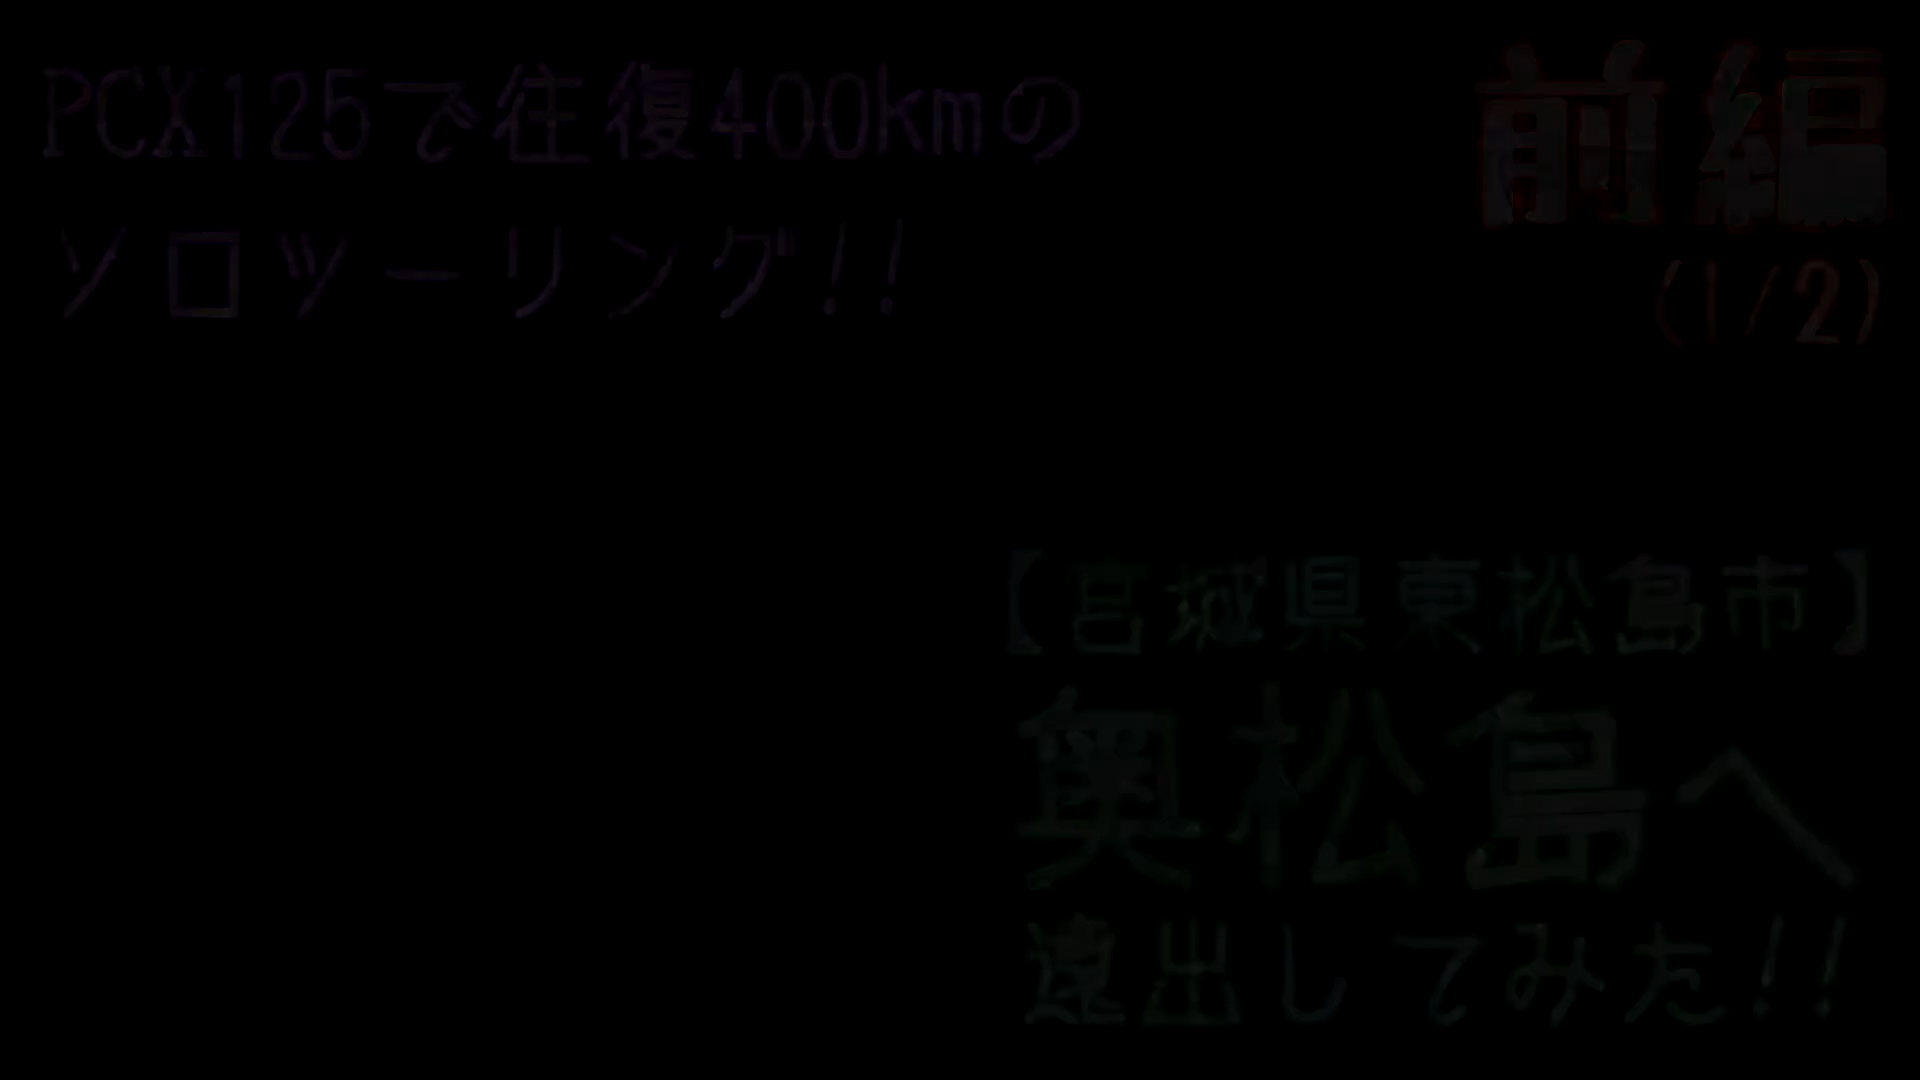 PCX125で往復400kmの
ソロツーリング!!
前編
(1/2)
【宮城県東松島市】
奥松島へ
遠出してみた!!